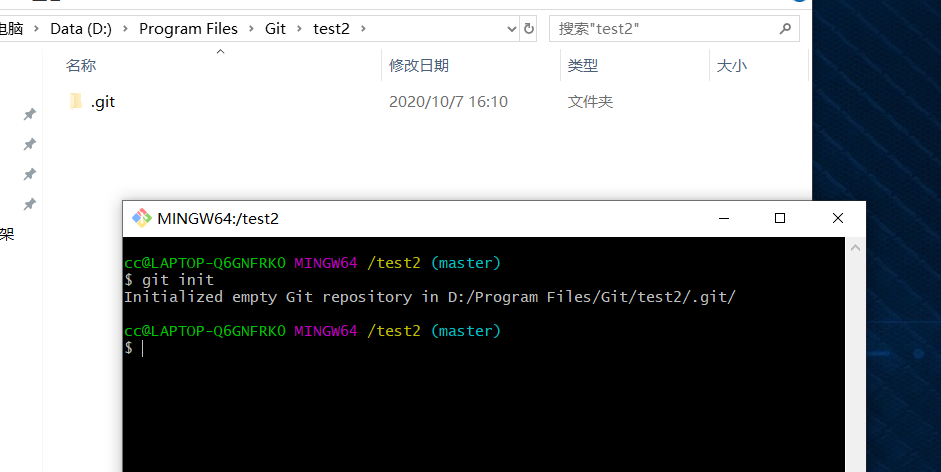 电脑 > Data (D:) > Program Files > Git > test2 >
搜索"test2"
名称 修改日期 类型 大小
.git 2020/10/7 16:10 文件夹
架
MINGW64:/test2
cc@LAPTOP-Q6GNFRKO MINGW64 /test2 (master)
$ git init
Initialized empty Git repository in D:/Program Files/Git/test2/.git/
cc@LAPTOP-Q6GNFRKO MINGW64 /test2 (master)
$